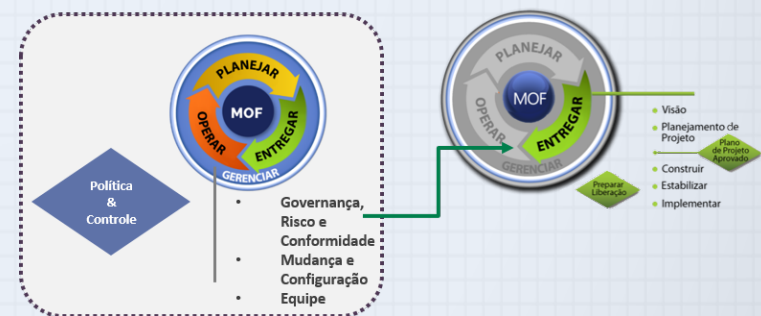 PLANEJAR
MOF
OPERAR
ENTREGAR
GERENCIAR
Política
&
Controle
• Governança,
Risco e
Conformidade
• Mudança e
Configuração
• Equipe
PLANEJAR
MOF
OPERAR
ENTREGAR
GERENCIAR
• Visão
• Planejamento de
Projeto
Plano
de Projeto
Aprovado
• Construir
• Estabilizar
• Implementar
Preparar
Liberação